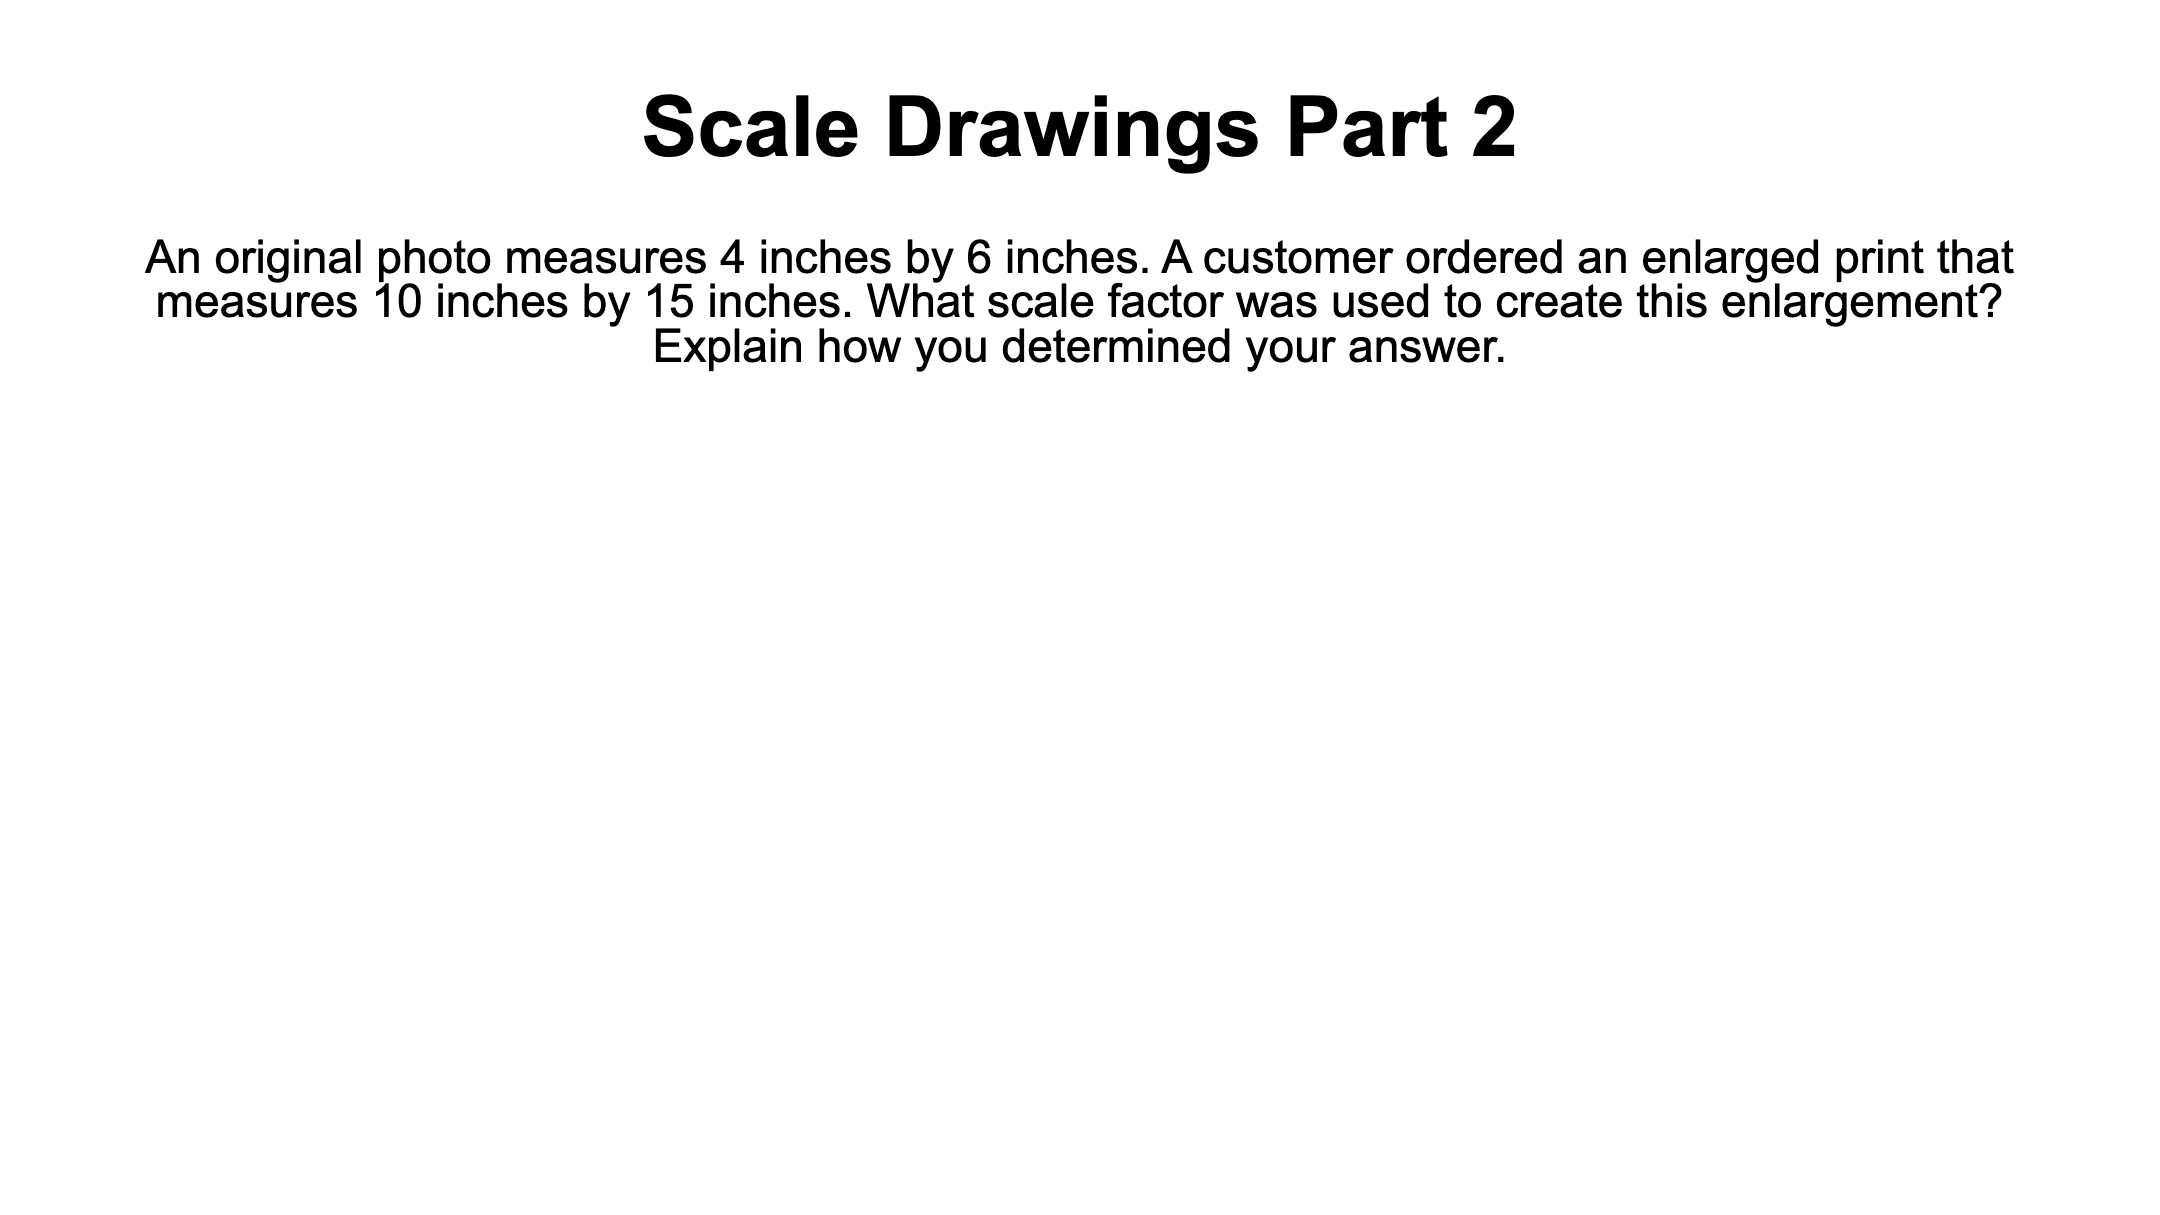 Scale Drawings Part 2
An original photo measures 4 inches by 6 inches. A customer ordered an enlarged print that
measures 10 inches by 15 inches. What scale factor was used to create this enlargement?
Explain how you determined your answer.